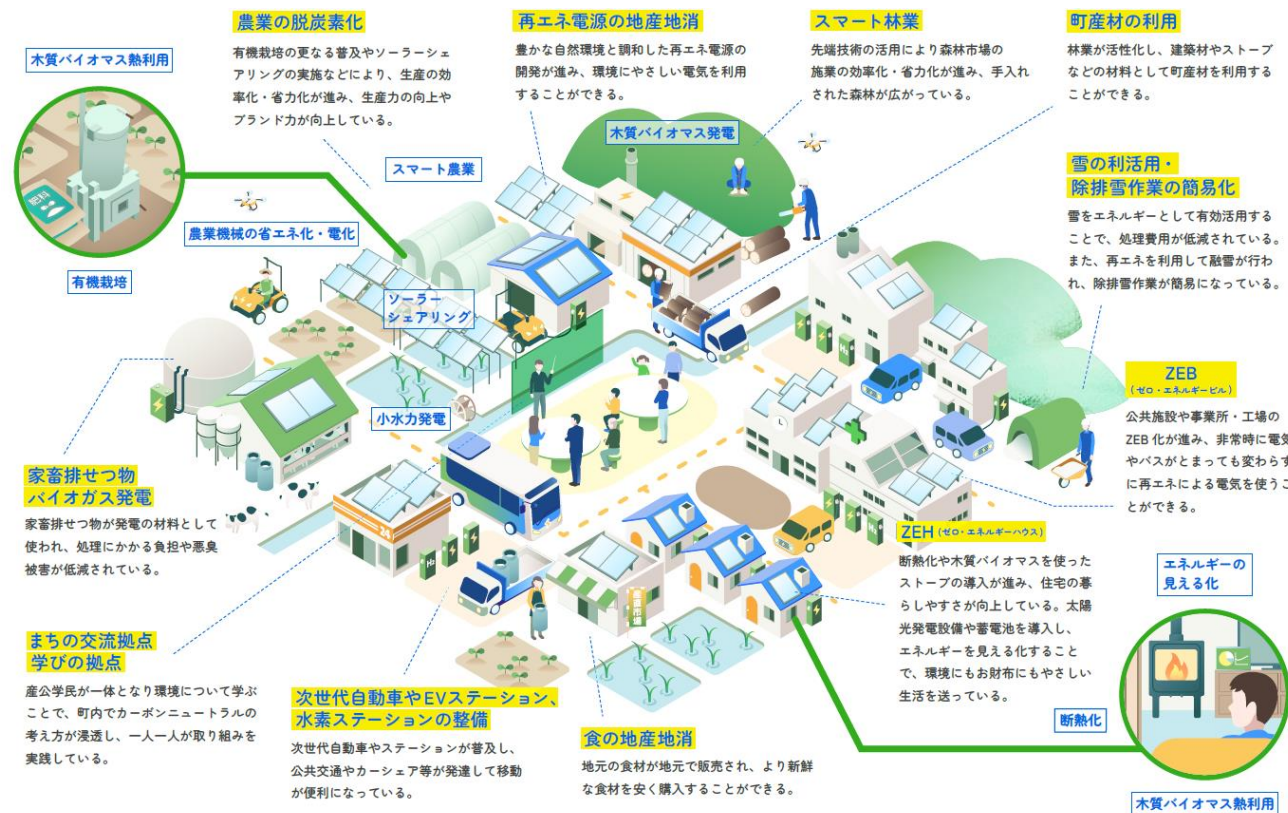 農業の脱炭素化
有機栽培の更なる普及やソーラーシェ
アリングの実施などにより、生産の効
率化・省力化が進み、生産力の向上や
ブランド力が向上している。
再エネ電源の地産地消
豊かな自然環境と調和した再エネ電源の
開発が進み、環境にやさしい電気を利用
することができる。
スマート林業
先端技術の活用により森林市場の
施業の効率化・省力化が進み、手入れ
された森林が広がっている。
町産材の利用
林業が活性化し、建築材やストーブ
などの材料として町産材を利用する
ことができる。
木質バイオマス熱利用
肥料
有機栽培
スマート農業
農業機械の省エネ化・電化
ソーラー
シェアリング
木質バイオマス発電
小水力発電
雪の利活用・
除排雪作業の簡易化
雪をエネルギーとして有効活用する
ことで、処理費用が低減されている。
また、再エネを利用して融雪が行わ
れ、除排雪作業が簡易になっている。
ZEB
(ゼロ・エネルギービル)
公共施設や事業所・工場の
ZEB 化が進み、非常時に電気
やバスがとまっても変わらず
に再エネによる電気を使うこ
とができる。
家畜排せつ物
バイオガス発電
家畜排せつ物が発電の材料として
使われ、処理にかかる負担や悪臭
被害が低減されている。
24
H2
H2
産直市場
ZEH (ゼロ・エネルギーハウス)
断熱化や木質バイオマスを使った
ストーブの導入が進み、住宅の暮
らしやすさが向上している。太陽
光発電設備や蓄電池を導入し、
エネルギーを見える化すること
で、環境にもお財布にもやさしい
生活を送っている。
エネルギーの
見える化
断熱化
木質バイオマス熱利用
まちの交流拠点
学びの拠点
産公学民が一体となり環境について学ぶ
ことで、町内でカーボンニュートラルの
考え方が浸透し、一人一人が取り組みを
実践している。
次世代自動車やEVステーション、
水素ステーションの整備
次世代自動車やステーションが普及し、
公共交通やカーシェア等が発達して移動
が便利になっている。
食の地産地消
地元の食材が地元で販売され、より新鮮
な食材を安く購入することができる。